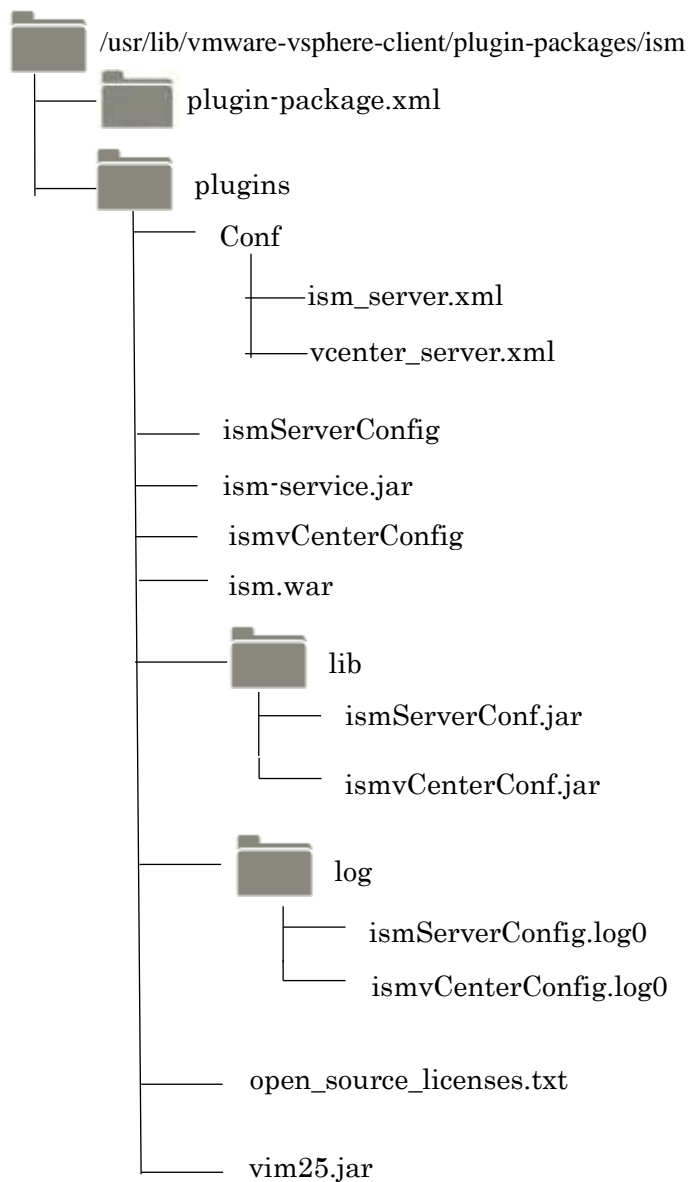 /usr/lib/vmware-vsphere-client/plugin-packages/ism
plugin-package.xml
plugins
Conf
ism_server.xml
vcenter_server.xml
ismServerConfig
ism-service.jar
ismvCenterConfig
ism.war
lib
ismServerConf.jar
ismvCenterConf.jar
log
ismServerConfig.log0
ismvCenterConfig.log0
open_source_licenses.txt
vim25.jar